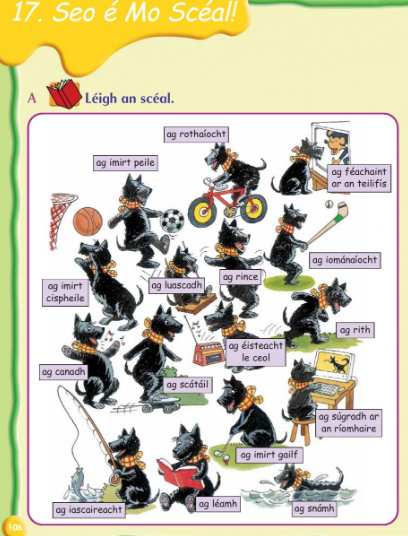 17. Seo é Mo Scéal!
A Léigh an scéal.
ag rothaíocht
ag imirt peile
ag féachaint
ar an teilifís
ag iománaíocht
ag imirt
cispheile
ag luascadh
ag rince
ag rith
ag éisteacht
le ceol
ag canadh
ag scátáil
ag súgradh ar
an ríomhaire
ag imirt gailf
ag iascaireacht
ag léamh
ag snámh
106